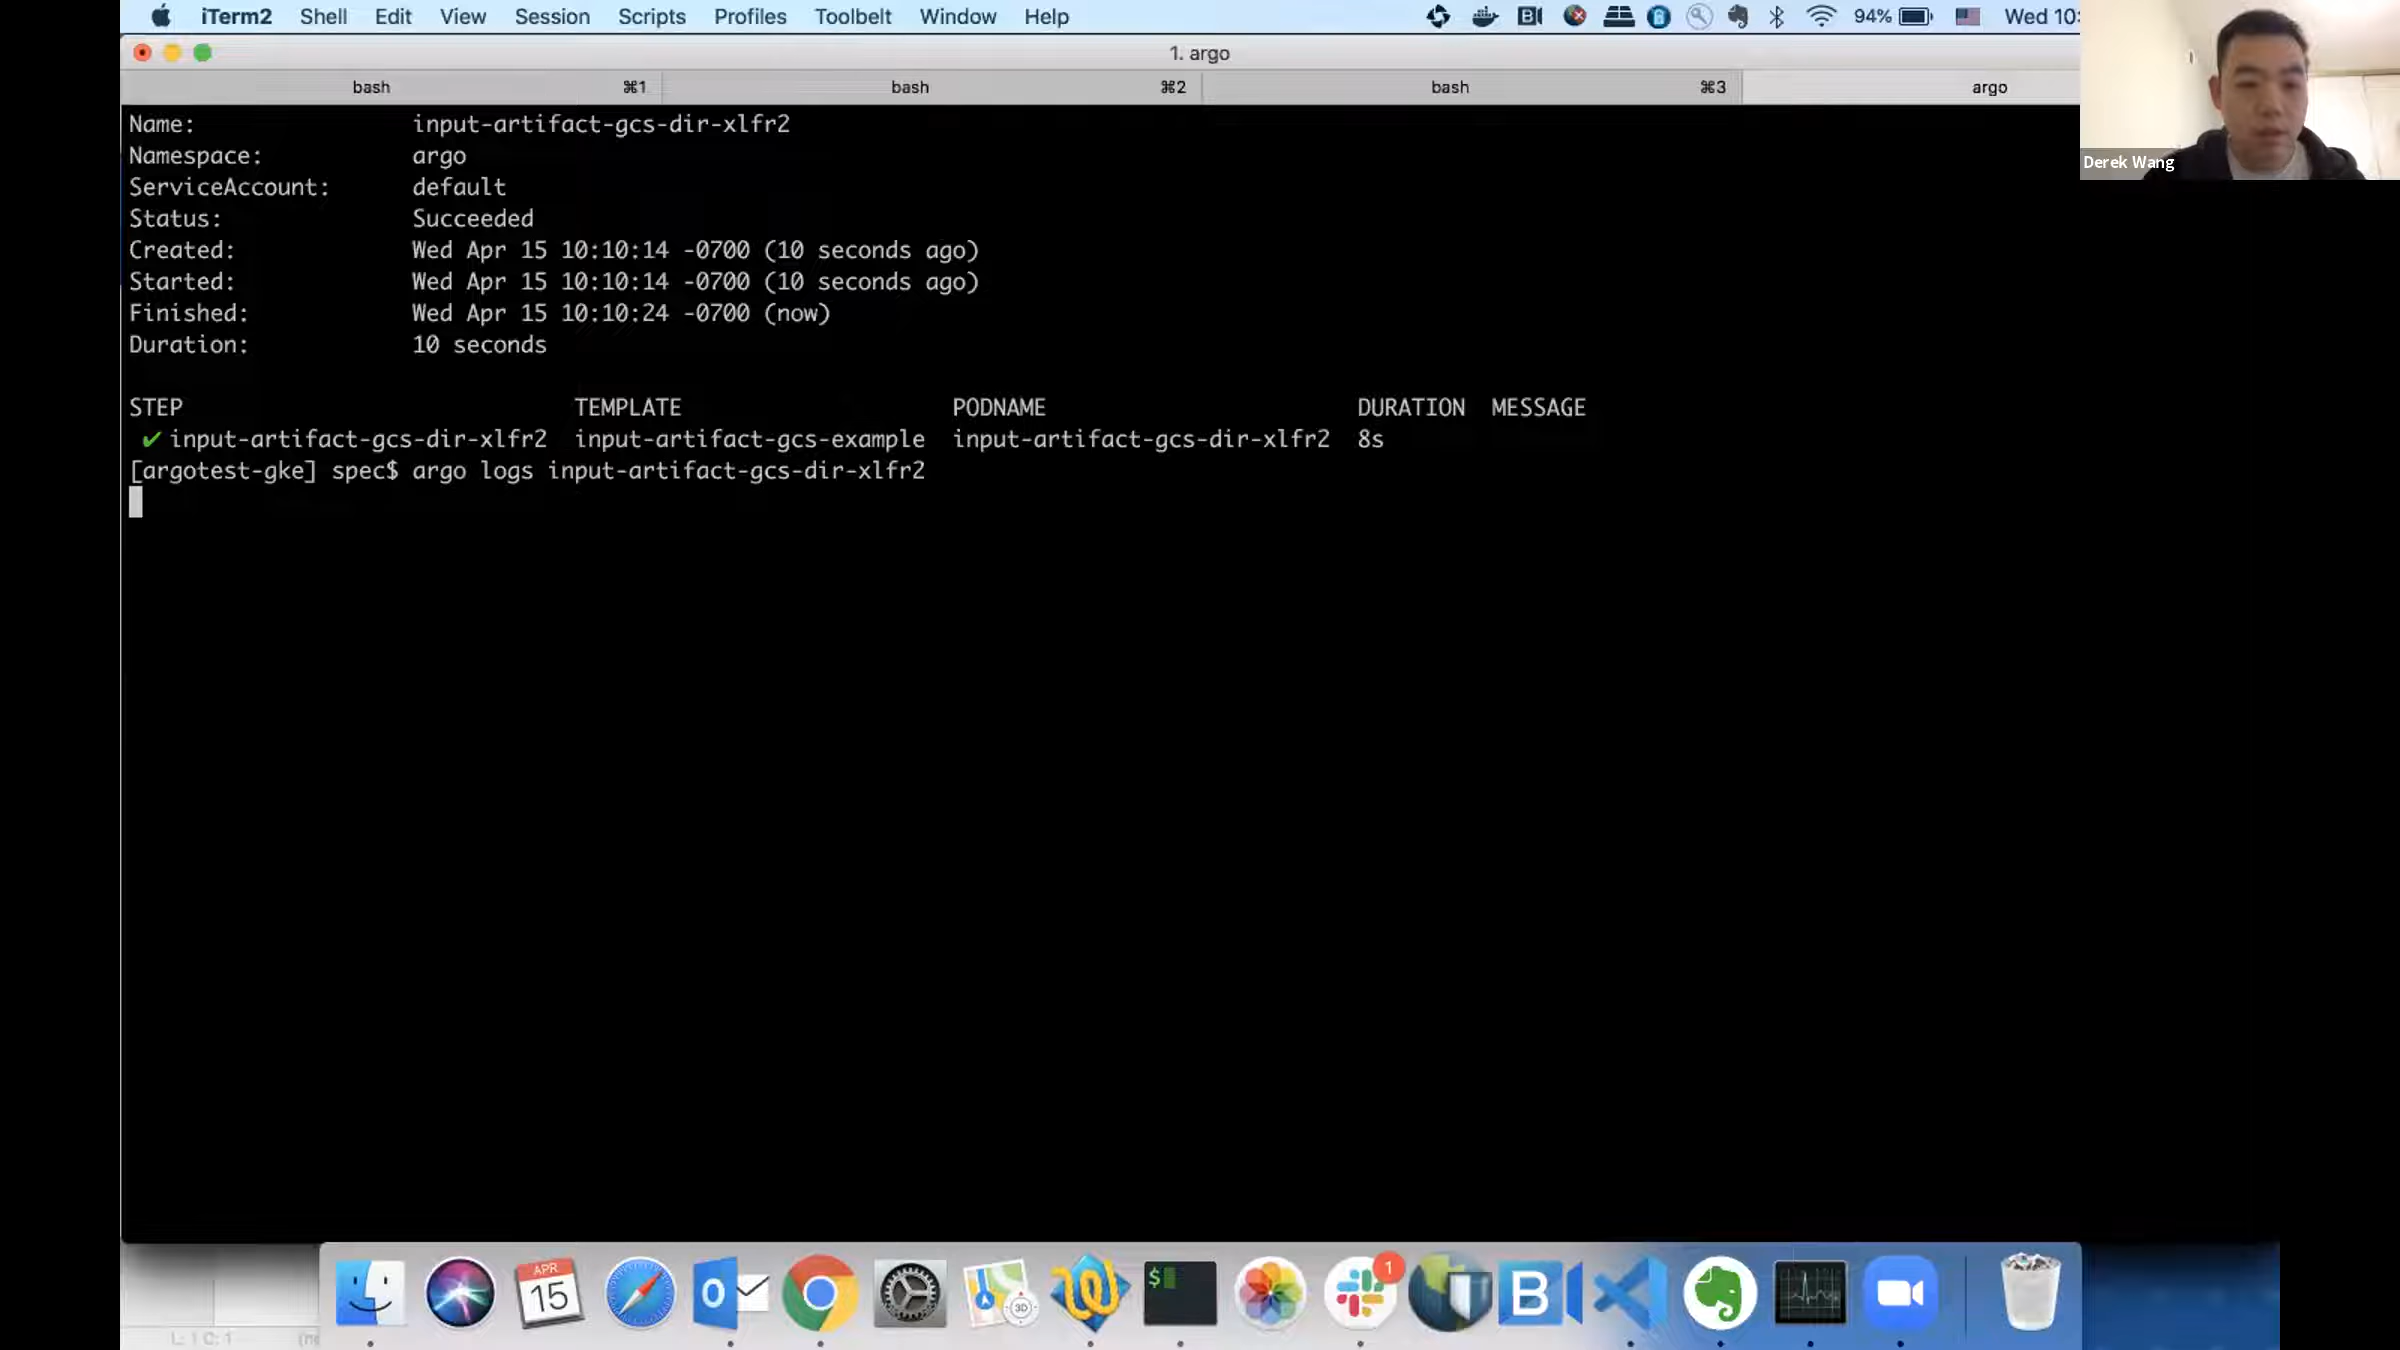 iTerm2 Shell Edit View Session Scripts Profiles Toolbelt Window Help 94% Wed 10:
1. argo
bash ⌘1 bash ⌘2 bash ⌘3 argo
Derek Wang
Name: input-artifact-gcs-dir-xlfr2
Namespace: argo
ServiceAccount: default
Status: Succeeded
Created: Wed Apr 15 10:10:14 -0700 (10 seconds ago)
Started: Wed Apr 15 10:10:14 -0700 (10 seconds ago)
Finished: Wed Apr 15 10:10:24 -0700 (now)
Duration: 10 seconds
STEP TEMPLATE PODNAME DURATION MESSAGE
✔ input-artifact-gcs-dir-xlfr2 input-artifact-gcs-example input-artifact-gcs-dir-xlfr2 8s
[argotest-gke] spec$ argo logs input-artifact-gcs-dir-xlfr2
APR
15
3D
$
1
L: 1 C: 1